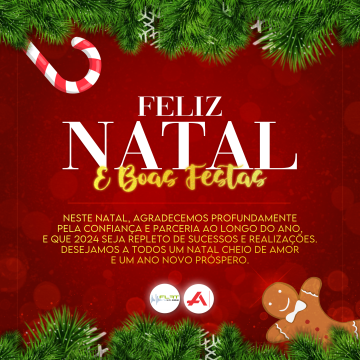 FELIZ
NATAL
E Boas Festas
NESTE NATAL, AGRADECEMOS PROFUNDAMENTE
PELA CONFIANÇA E PARCERIA AO LONGO DO ANO,
E QUE 2024 SEJA REPLETO DE SUCESSOS E REALIZAÇÕES.
DESEJAMOS A TODOS UM NATAL CHEIO DE AMOR
E UM ANO NOVO PRÓSPERO.